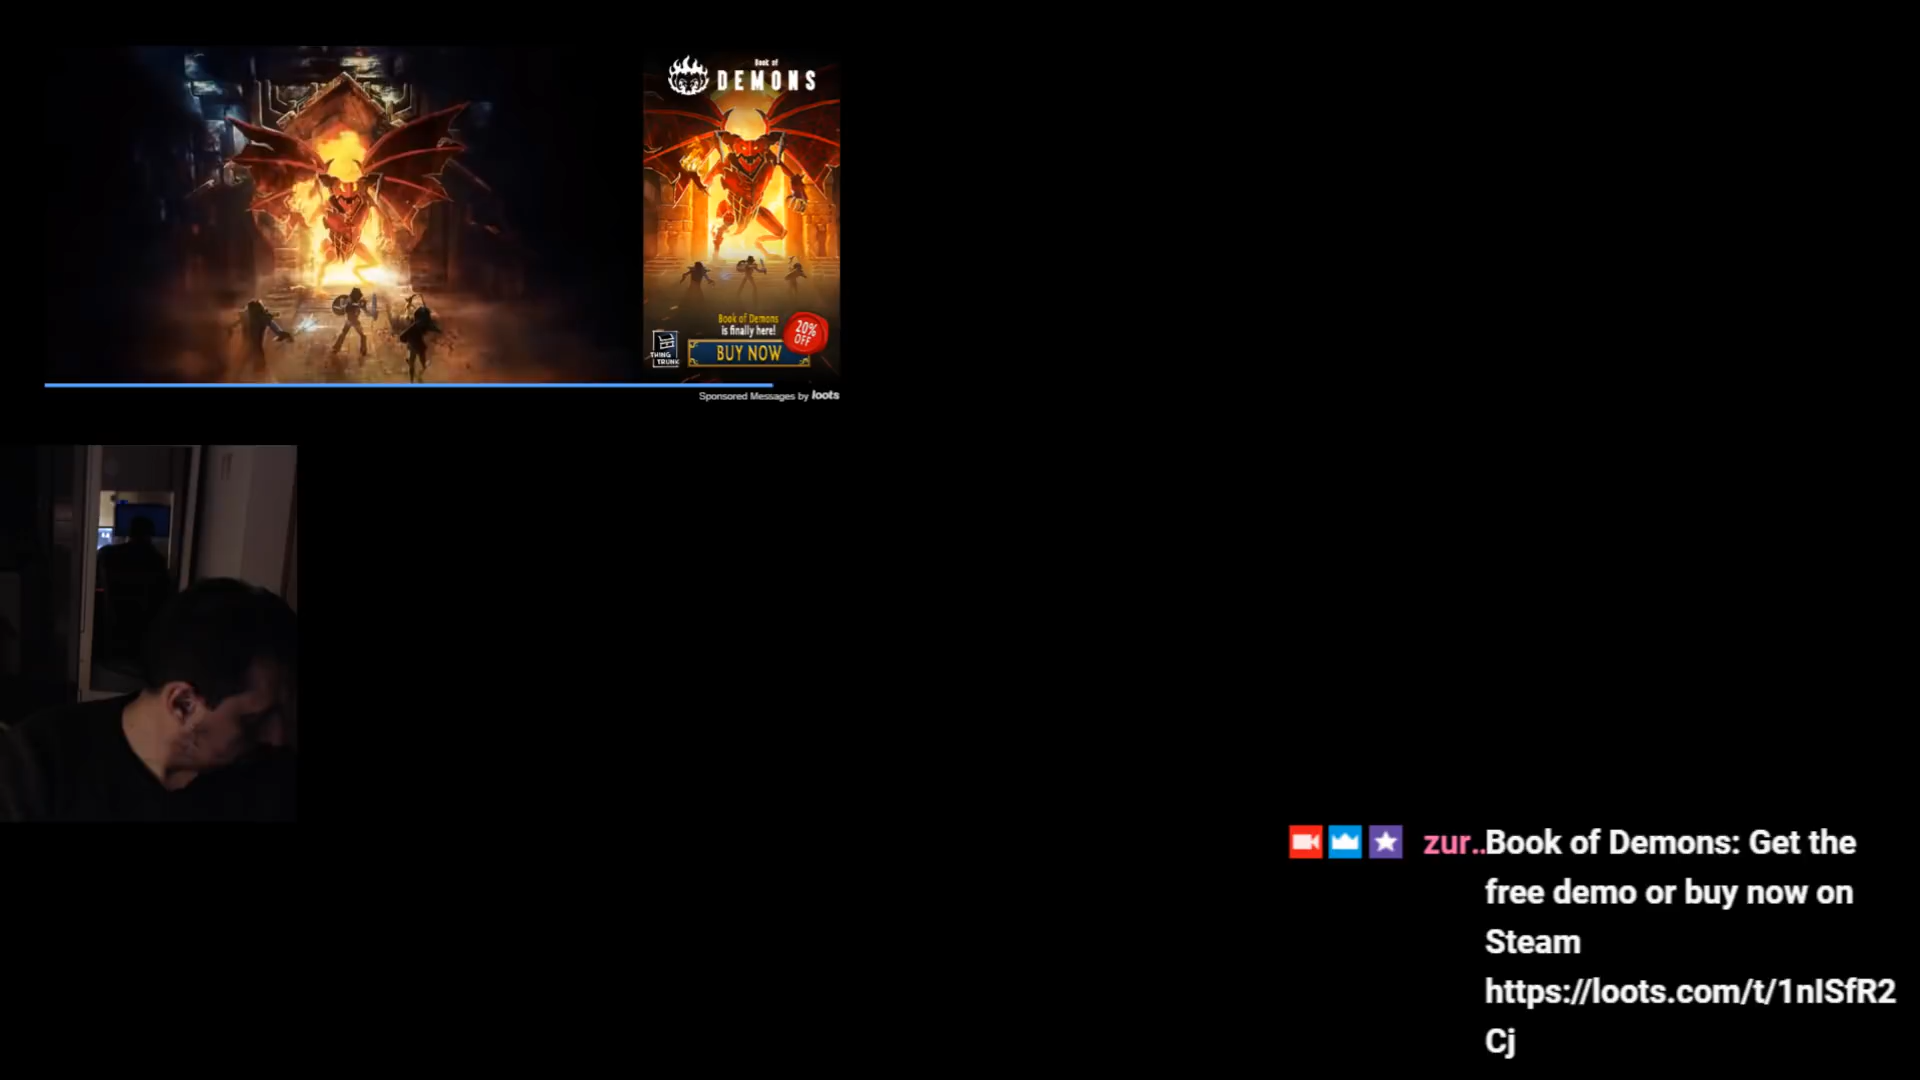 Book of
DEMONS
Book of Demons
is finally here!
20%
OFF
BUY NOW
THING
TRUNK
Sponsored Messages by loots
zur..Book of Demons: Get the
free demo or buy now on
Steam
https://loots.com/t/1nISfR2
Cj